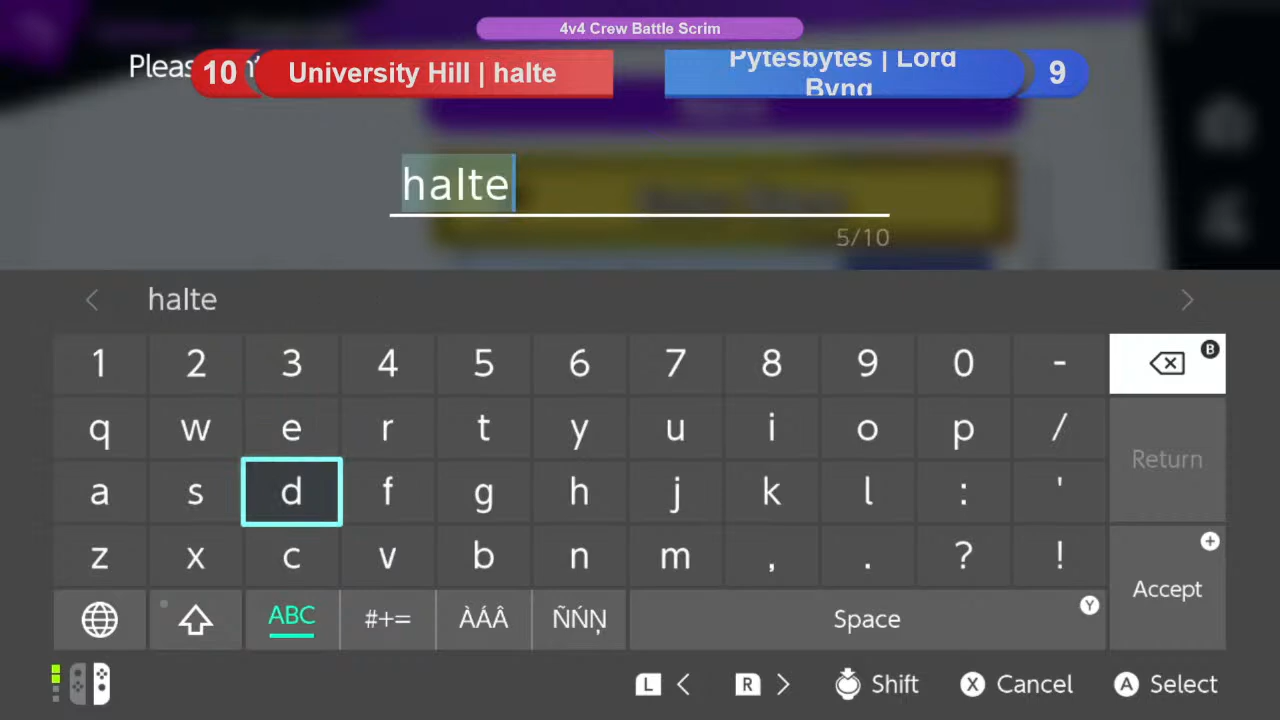 4v4 Crew Battle Scrim
Pleas
10 University Hill | halte
Pytesbytes | Lord
Byng
9
halte
5/10
halte
1 2 3 4 5 6 7 8 9 0 - B
q w e r t y u i o p / Return
a s d f g h j k l : '
z x c v b n m , . ? ! + Accept
ABC #+= ÀÁÂ ÑŃŅ Space Y
L < R > Shift X Cancel A Select